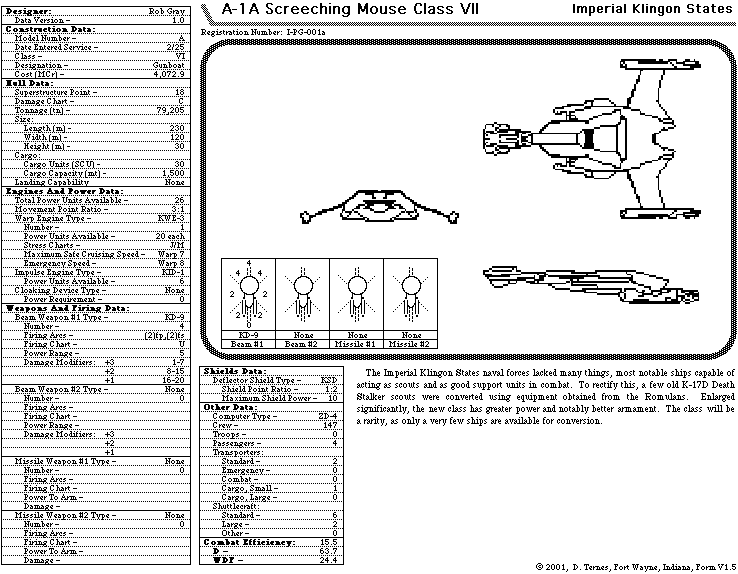 A-1A Screeching Mouse Class VII
Imperial Klingon States
Registration Number: I-PG-001a
Designer: Rob Gray
Data Version - 1.0
Construction Data:
Model Number - A
Date Entered Service - 2/25
Class - VI
Designation - Gunboat
Cost (MCr) - 4,072.9
Hull Data:
Superstructure Point - 18
Damage Chart - C
Tonnage (tn) - 79,205
Size:
Length (m) - 230
Width (m) - 120
Height (m) - 30
Cargo:
Cargo Units (SCU) - 30
Cargo Capacity (mt) - 1,500
Landing Capability None
Engines And Power Data:
Total Power Units Available - 26
Movement Point Ratio - 3:1
Warp Engine Type - KWE-3
Number - 1
Power Units Available - 20 each
Stress Charts - J/M
Maximum Safe Cruising Speed - Warp 7
Emergency Speed - Warp 8
Impulse Engine Type - KID-1
Power Units Available - 6
Cloaking Device Type - None
Power Requirement - 0
Weapons And Firing Data:
Beam Weapon #1 Type - KD-9
Number - 4
Firing Arcs - (2)fp,(2)fs
Firing Chart - U
Power Range - 5
Damage Modifiers: +3 1-7
+2 8-15
+1 16-20
Beam Weapon #2 Type - None
Number - 0
Firing Arcs -
Firing Chart -
Power Range -
Damage Modifiers: +3
+2
+1
Missile Weapon #1 Type - None
Number - 0
Firing Arcs -
Firing Chart -
Power To Arm -
Damage -
Missile Weapon #2 Type - None
Number - 0
Firing Arcs -
Firing Chart -
Power To Arm -
Damage -
4
4 4
2 2
2 2
0
KD-9 None None None
Beam #1 Beam #2 Missile #1 Missile #2
Shields Data:
Deflector Shield Type - KSD
Shield Point Ratio - 1:2
Maximum Shield Power - 10
Other Data:
Computer Type - ZD-4
Crew - 147
Troops - 0
Passengers - 4
Transporters:
Standard - 2
Emergency - 0
Combat - 0
Cargo, Small - 1
Cargo, Large - 0
Shuttlecraft:
Standard - 6
Large - 2
Other - 0
Combat Efficiency: 15.5
D - 63.7
WDF - 24.4
The Imperial Klingon States naval forces lacked many things, most notable ships capable of
acting as scouts and as good support units in combat. To rectify this, a few old K-17D Death
Stalker scouts were converted using equipment obtained from the Romulans. Enlarged
significantly, the new class has greater power and notably better armament. The class will be
a rarity, as only a very few ships are available for conversion.
© 2001, D. Ternes, Fort Wayne, Indiana, Form V1.5